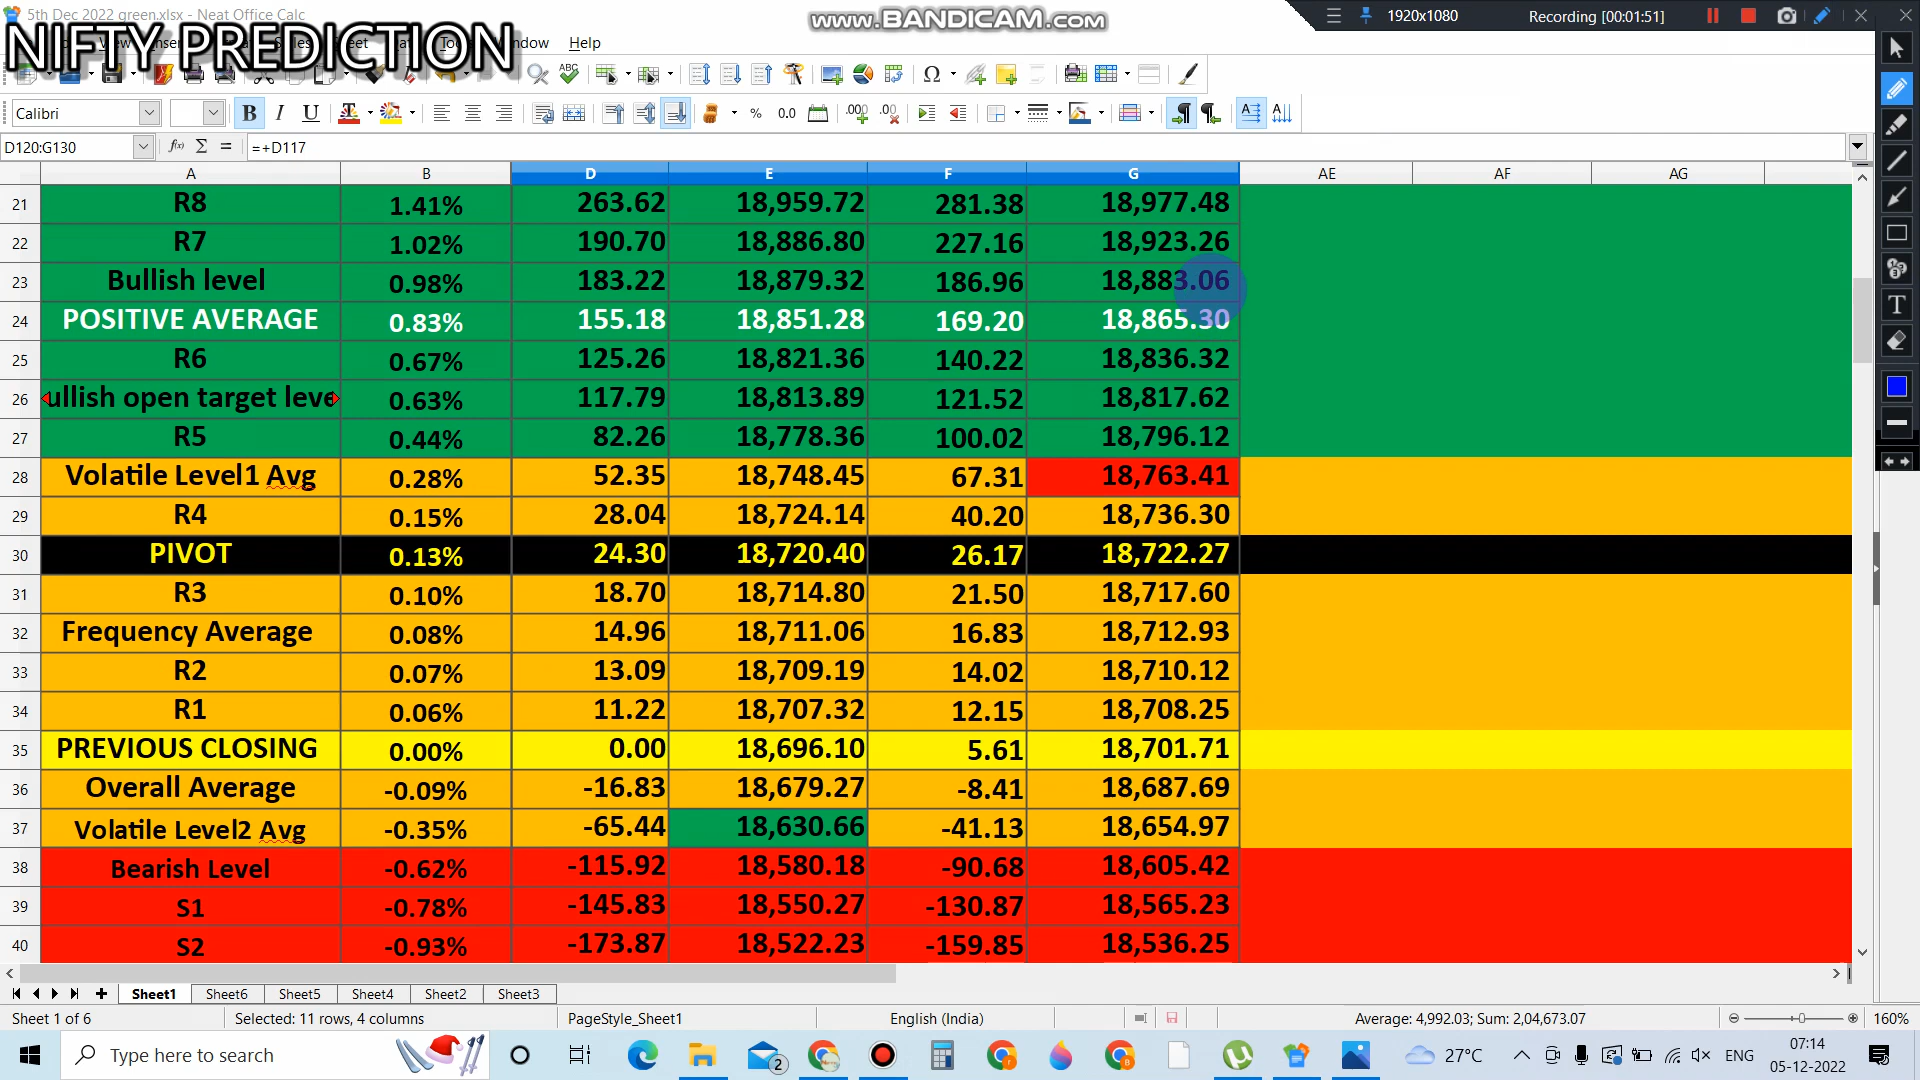 5th Dec 2022 green.xlsx - Neat Office Calc
NIFTY PREDICTION
Help
www.BANDICAM.com
1920x1080
Recording [00:01:51]
Calibri
D120:G130
=+D117
A B D E F G AE AF AG
21 R8 1.41% 263.62 18,959.72 281.38 18,977.48
22 R7 1.02% 190.70 18,886.80 227.16 18,923.26
23 Bullish level 0.98% 183.22 18,879.32 186.96 18,883.06
24 POSITIVE AVERAGE 0.83% 155.18 18,851.28 169.20 18,865.30
25 R6 0.67% 125.26 18,821.36 140.22 18,836.32
26 ullish open target leve 0.63% 117.79 18,813.89 121.52 18,817.62
27 R5 0.44% 82.26 18,778.36 100.02 18,796.12
28 Volatile Level1 Avg 0.28% 52.35 18,748.45 67.31 18,763.41
29 R4 0.15% 28.04 18,724.14 40.20 18,736.30
30 PIVOT 0.13% 24.30 18,720.40 26.17 18,722.27
31 R3 0.10% 18.70 18,714.80 21.50 18,717.60
32 Frequency Average 0.08% 14.96 18,711.06 16.83 18,712.93
33 R2 0.07% 13.09 18,709.19 14.02 18,710.12
34 R1 0.06% 11.22 18,707.32 12.15 18,708.25
35 PREVIOUS CLOSING 0.00% 0.00 18,696.10 5.61 18,701.71
36 Overall Average -0.09% -16.83 18,679.27 -8.41 18,687.69
37 Volatile Level2 Avg -0.35% -65.44 18,630.66 -41.13 18,654.97
38 Bearish Level -0.62% -115.92 18,580.18 -90.68 18,605.42
39 S1 -0.78% -145.83 18,550.27 -130.87 18,565.23
40 S2 -0.93% -173.87 18,522.23 -159.85 18,536.25
Sheet1 Sheet6 Sheet5 Sheet4 Sheet2 Sheet3
Sheet 1 of 6 Selected: 11 rows, 4 columns PageStyle_Sheet1 English (India) Average: 4,992.03; Sum: 2,04,673.07 160%
Type here to search
2
27°C
ENG
07:14
05-12-2022